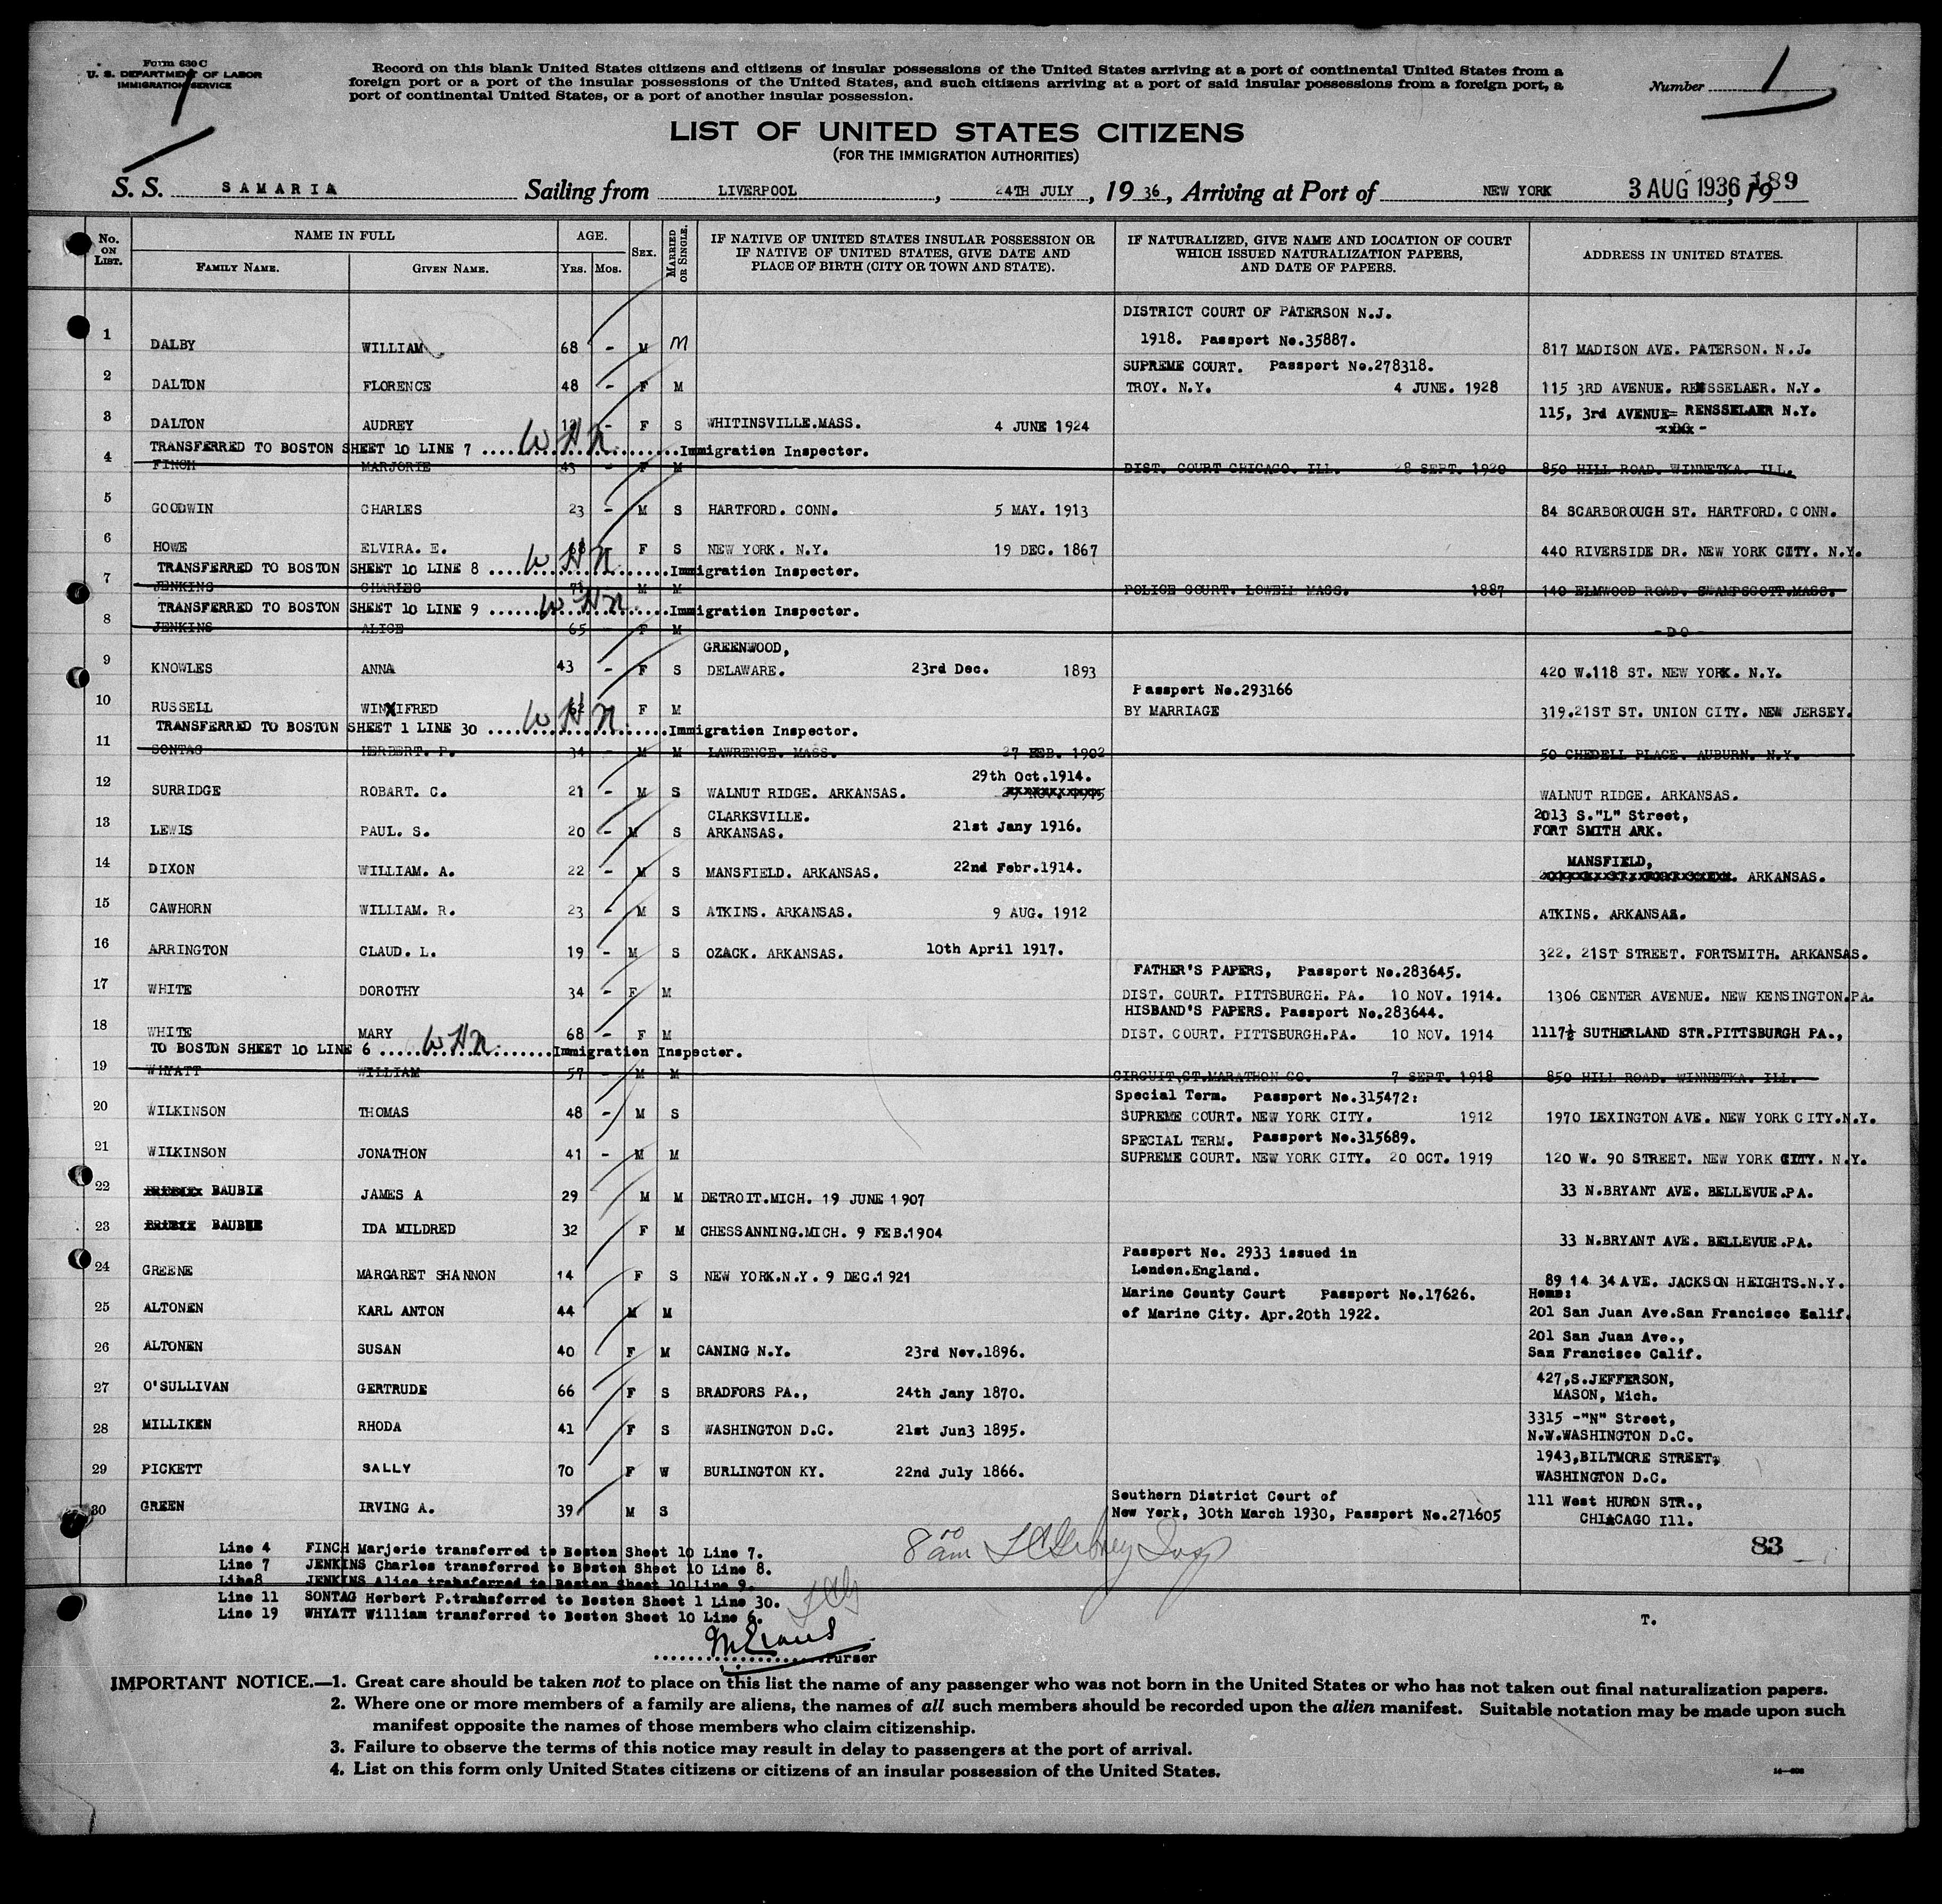 Form 630 C
U. S. DEPARTMENT OF LABOR
IMMIGRATION SERVICE
1
Record on this blank United States citizens and citizens of insular possessions of the United States arriving at a port of continental United States from a
foreign port or a port of the insular possessions of the United States, and such citizens arriving at a port of said insular possessions from a foreign port, a
port of continental United States, or a port of another insular possession.
Number 1
LIST OF UNITED STATES CITIZENS
(FOR THE IMMIGRATION AUTHORITIES)
S. S. SAMARIA Sailing from LIVERPOOL, 24TH JULY, 19 36, Arriving at Port of NEW YORK 3 AUG 1936, 19 189
No. ON LIST. NAME IN FULL AGE. SEX. MARRIED OR SINGLE. IF NATIVE OF UNITED STATES INSULAR POSSESSION OR IF NATIVE OF UNITED STATES, GIVE DATE AND PLACE OF BIRTH (CITY OR TOWN AND STATE). IF NATURALIZED, GIVE NAME AND LOCATION OF COURT WHICH ISSUED NATURALIZATION PAPERS, AND DATE OF PAPERS. ADDRESS IN UNITED STATES.
FAMILY NAME. GIVEN NAME. Yrs. Mos.
DISTRICT COURT OF PATERSON N.J.
1 DALBY WILLIAM 68 - M M 1918. Passport No.35887. 817 MADISON AVE. PATERSON. N.J.
SUPREME COURT. Passport No.278318.
2 DALTON FLORENCE 48 - F M TROY. N.Y. 4 JUNE. 1928 115 3RD AVENUE. RENSSELAER. N.Y.
115, 3rd AVENUE= RENSSELAER N.Y.
3 DALTON AUDREY 12 - F S WHITINSVILLE.MASS. 4 JUNE 1924 -DO -
TRANSFERRED TO BOSTON SHEET 10 LINE 7 ..... WHN .....Immigration Inspector.
4 FINCH MARJORIE 43 - F M DIST. COURT CHICAGO. ILL. 28 SEPT. 1920 850 HILL ROAD. WINNETKA. ILL.
5 GOODWIN CHARLES 23 - M S HARTFORD. CONN. 5 MAY. 1913 84 SCARBOROUGH ST. HARTFORD. CONN.
6 HOWE ELVIRA. E. 68 F S NEW YORK. N.Y. 19 DEC. 1867 440 RIVERSIDE DR. NEW YORK CITY. N.Y.
TRANSFERRED TO BOSTON SHEET 10 LINE 8 ..... WHN .....Immigration Inspector.
7 JENKINS CHARLES 71 M M POLICE COURT. LOWELL MASS. 1887 140 ELMWOOD ROAD. SWAMPSCOTT.MASS.
TRANSFERRED TO BOSTON SHEET 10 LINE 9 ..... WHN .....Immigration Inspector.
8 JENKINS ALICE 65 - F M -DO-
GREENWOOD,
9 KNOWLES ANNA 43 - F S DELAWARE. 23rd Dec. 1893 420 W.118 ST. NEW YORK. N.Y.
Passport No.293166
10 RUSSELL WINXIFRED 62 F M BY MARRIAGE 319.21ST ST. UNION CITY. NEW JERSEY.
TRANSFERRED TO BOSTON SHEET 1 LINE 30 ..... WHN .....Immigration Inspector.
11 SONTAG HERBERT. P. 34 M M LAWRENCE. MASS. 27 FEB. 1902 50 CHEDELL PLACE. AUBURN. N.Y.
29th Oct.1914.
12 SURRIDGE ROBART. C. 21 - M S WALNUT RIDGE. ARKANSAS. WALNUT RIDGE. ARKANSAS.
CLARKSVILLE. 2013 S."L" Street,
13 LEWIS PAUL. S. 20 - M S ARKANSAS. 21st Jany 1916. FORT SMITH ARK.
MANSFIELD,
14 DIXON WILLIAM. A. 22 - M S MANSFIELD. ARKANSAS. 22nd Febr.1914. ARKANSAS.
15 CAWHORN WILLIAM. R. 23 - M S ATKINS. ARKANSAS. 9 AUG. 1912 ATKINS. ARKANSAS.
16 ARRINGTON CLAUD. L. 19 - M S OZACK. ARKANSAS. 10th April 1917. 322. 21ST STREET. FORTSMITH. ARKANSAS.
FATHER'S PAPERS, Passport No.283645.
17 WHITE DOROTHY 34 - F M DIST. COURT. PITTSBURGH. PA. 10 NOV. 1914. 1306 CENTER AVENUE. NEW KENSINGTON.PA.
HISBAND'S PAPERS. Passport No.283644.
18 WHITE MARY 68 - F M DIST. COURT. PITTSBURGH.PA. 10 NOV. 1914 1117½ SUTHERLAND STR.PITTSBURGH PA.,
TO BOSTON SHEET 10 LINE 6 ..... WHN .....Immigration Inspector.
19 WHYATT WILLIAM 57 - M M CIRCUIT,CT.MARATHON CO. 7 SEPT. 1918 850 HILL ROAD. WINNETKA. ILL.
Special Term. Passport No.315472:
20 WILKINSON THOMAS 48 - M S SUPREME COURT. NEW YORK CITY. 1912 1970 LEXINGTON AVE. NEW YORK CITY.N.Y.
SPECIAL TERM. Passport No.315689.
21 WILKINSON JONATHON 41 - M M SUPREME COURT. NEW YORK CITY. 20 OCT. 1919 120 W. 90 STREET. NEW YORK CITY. N.Y.
22 BAUBIE JAMES A 29 M M DETROIT.MICH. 19 JUNE 1907 33 N.BRYANT AVE. BELLEVUE.PA.
23 BAUBIE IDA MILDRED 32 F M CHESSANNING.MICH. 9 FEB.1904 33 N.BRYANT AVE. BELLEVUE.PA.
Passport No. 2933 issued in
24 GREENE MARGARET SHANNON 14 F S NEW YORK.N.Y. 9 DEC.1921 London.England. 89 14 34 AVE. JACKSON HEIGHTS.N.Y.
Marine County Court Passport No.17626. Home:
25 ALTONEN KARL ANTON 44 M M of Marine City. Apr.20th 1922. 201 San Juan Ave.San Francisco Calif.
201 San Juan Ave.,
26 ALTONEN SUSAN 40 F M CANING N.Y. 23rd Nov.1896. San Francisco Calif.
427,S.JEFFERSON,
27 O'SULLIVAN GERTRUDE 66 F S BRADFORS PA., 24th Jany 1870. MASON, Mich.
3315 -"N" Street,
28 MILLIKEN RHODA 41 F S WASHINGTON D.C. 21st Jun3 1895. N.W.WASHINGTON D.C.
1943,BILTMORE STREET,
29 PICKETT SALLY 70 F W BURLINGTON KY. 22nd July 1866. WASHINGTON D.C.
Southern District Court of 111 West HURON STR.,
30 GREEN IRVING A. 39 M S New York, 30th March 1930, Passport No.271605 CHIACAGO Ill.
8 00 am
83
Line 4 FINCH Marjorie transferred to Boston Sheet 10 Line 7.
Line 7 JENKINS Charles transferred to Boston Sheet 10 Line 8.
Line8 JENKINS Alice transferred to Boston Sheet 10 Line 9.
Line 11 SONTAG Herbert P.transferred to Boston Sheet 1 Line 30.
Line 19 WHYATT William transferred to Boston Sheet 10 Line 6.
T.
Purser
IMPORTANT NOTICE.—1. Great care should be taken not to place on this list the name of any passenger who was not born in the United States or who has not taken out final naturalization papers.
2. Where one or more members of a family are aliens, the names of all such members should be recorded upon the alien manifest. Suitable notation may be made upon such
manifest opposite the names of those members who claim citizenship.
3. Failure to observe the terms of this notice may result in delay to passengers at the port of arrival.
4. List on this form only United States citizens or citizens of an insular possession of the United States.